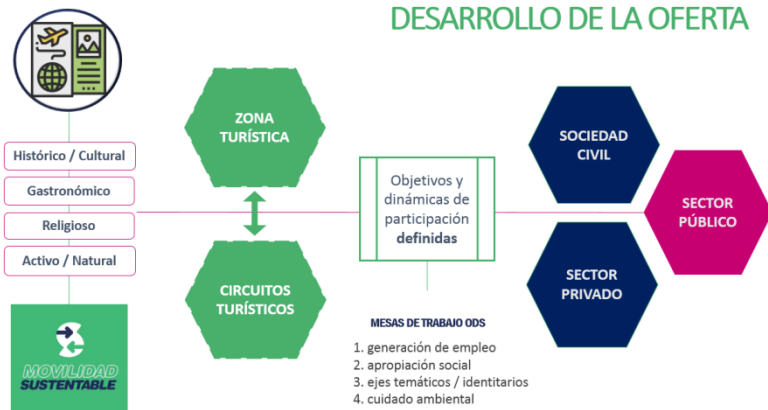 DESARROLLO DE LA OFERTA
Histórico / Cultural
Gastronómico
Religioso
Activo / Natural
MOVILIDAD
SUSTENTABLE
ZONA
TURÍSTICA
CIRCUITOS
TURÍSTICOS
Objetivos y
dinámicas de
participación
definidas
MESAS DE TRABAJO ODS
1. generación de empleo
2. apropiación social
3. ejes temáticos / identitarios
4. cuidado ambiental
SOCIEDAD
CIVIL
SECTOR
PRIVADO
SECTOR
PÚBLICO